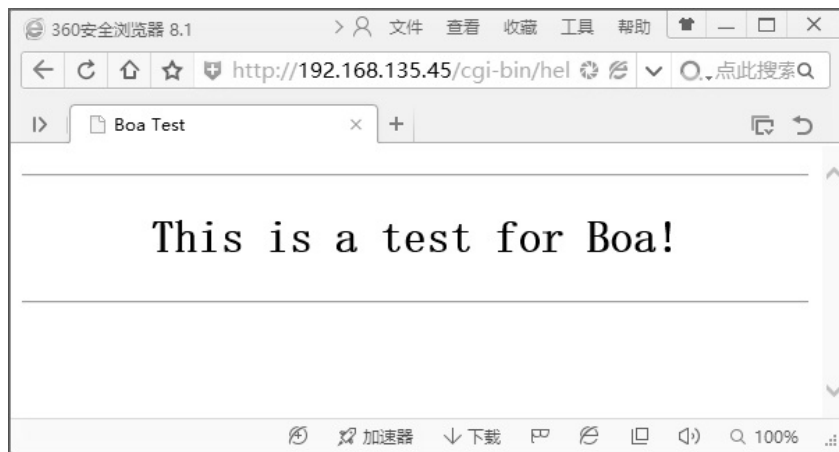 360安全浏览器 8.1 文件 查看 收藏 工具 帮助
http://192.168.135.45/cgi-bin/hel 点此搜索
Boa Test
This is a test for Boa!
加速器 下载 100%